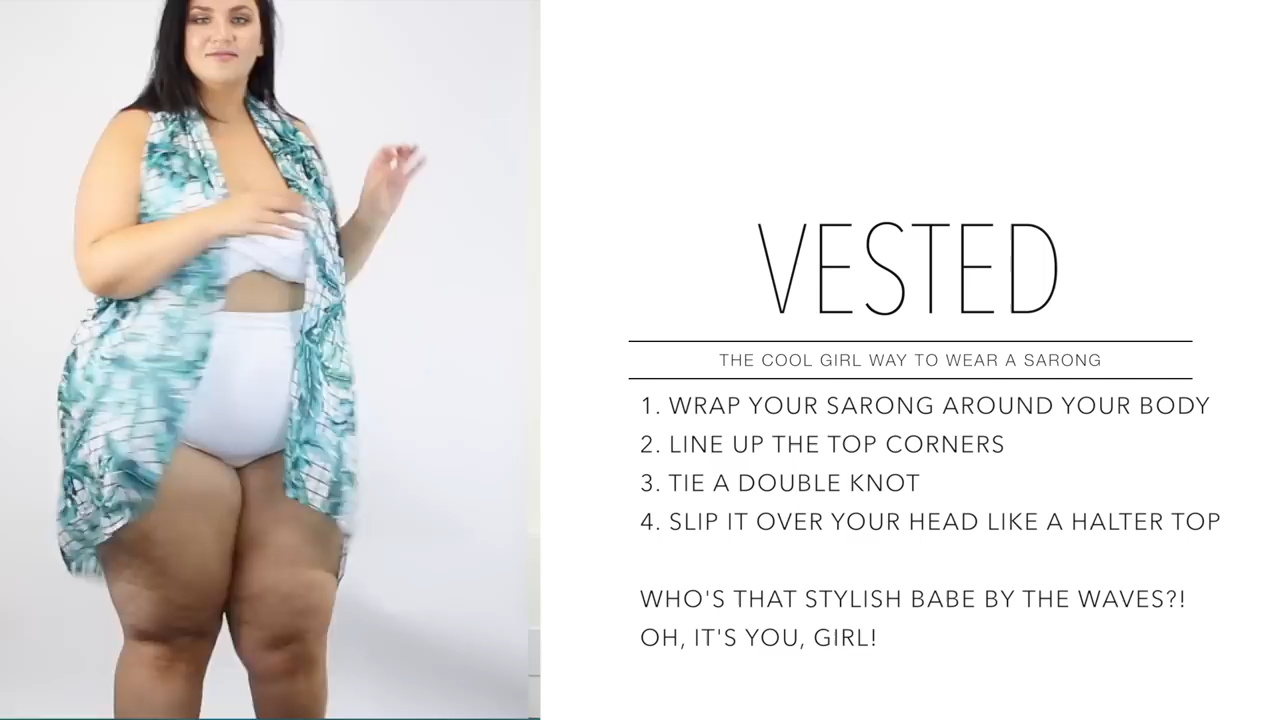 VESTED
THE COOL GIRL WAY TO WEAR A SARONG
1. WRAP YOUR SARONG AROUND YOUR BODY
2. LINE UP THE TOP CORNERS
3. TIE A DOUBLE KNOT
4. SLIP IT OVER YOUR HEAD LIKE A HALTER TOP
WHO'S THAT STYLISH BABE BY THE WAVES?!
OH, IT'S YOU, GIRL!